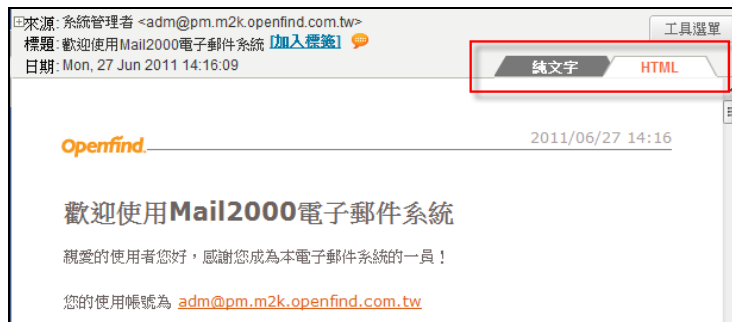 來源: 系統管理者 <adm@pm.m2k.openfind.com.tw>
工具選單
標題: 歡迎使用Mail2000電子郵件系統 [加入標籤]
日期: Mon, 27 Jun 2011 14:16:09
純文字 HTML
Openfind 2011/06/27 14:16
歡迎使用Mail2000電子郵件系統
親愛的使用者您好，感謝您成為本電子郵件系統的一員！
您的使用帳號為 adm@pm.m2k.openfind.com.tw